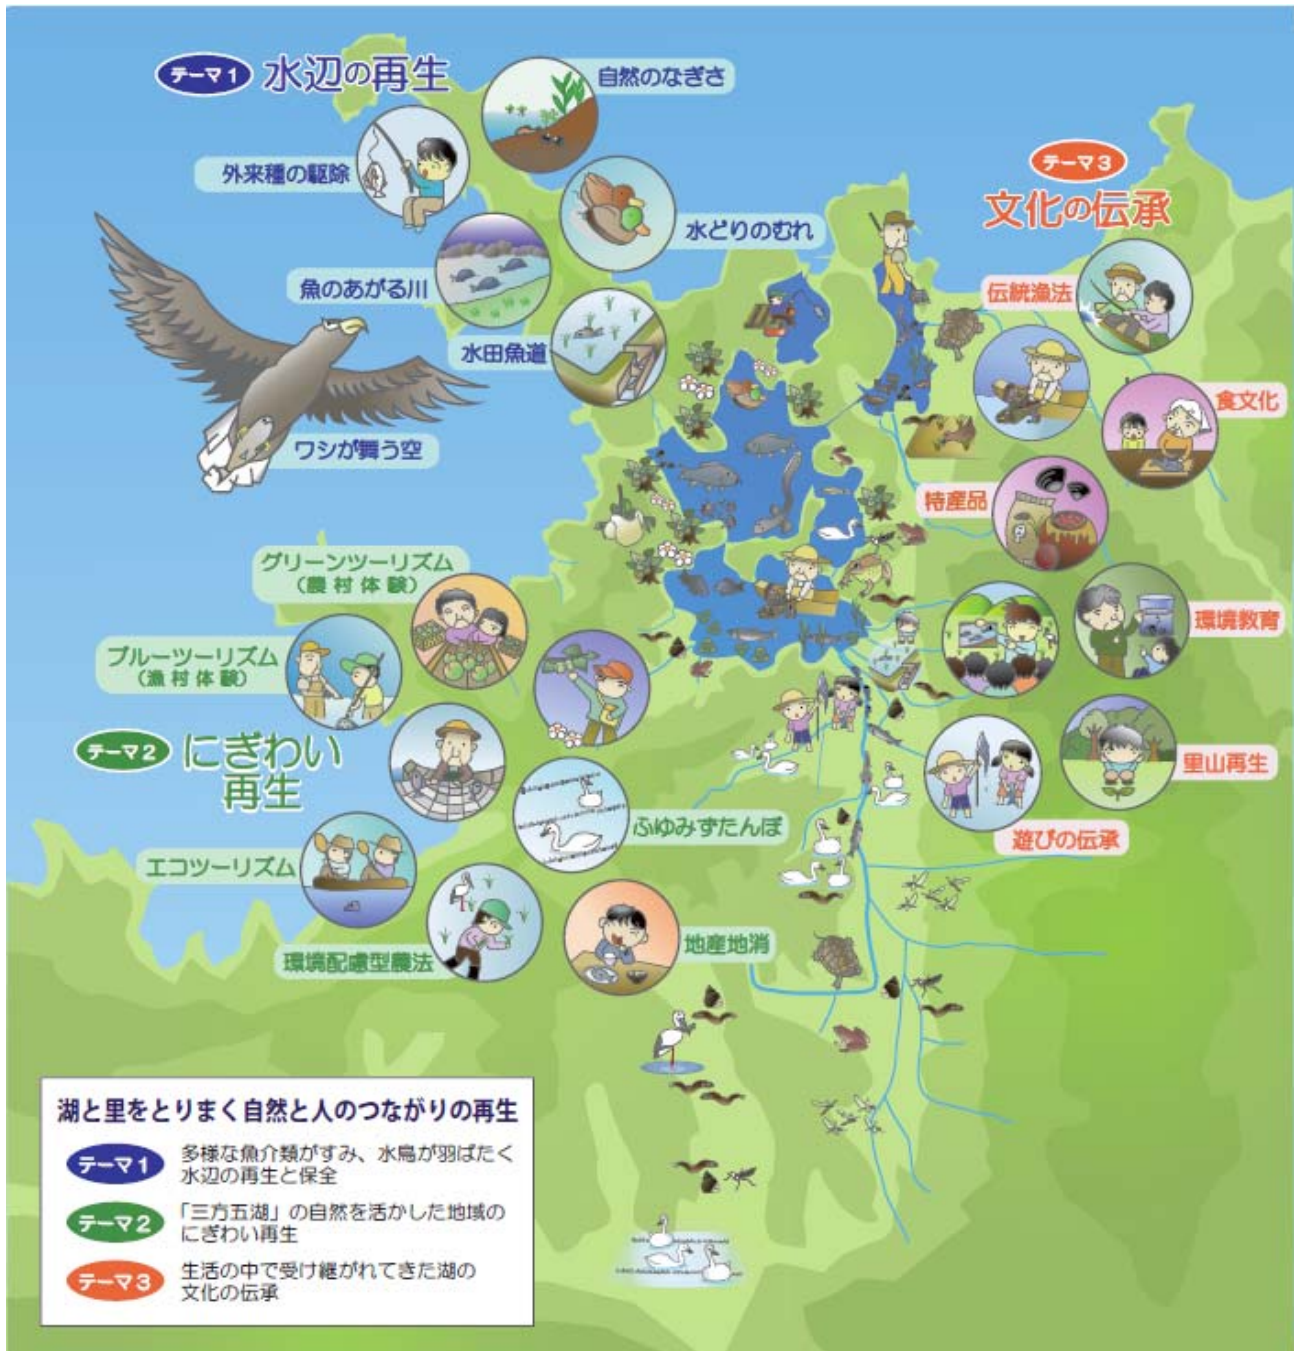 テーマ1 水辺の再生
自然のなぎさ
外来種の駆除
水どりのむれ
魚のあがる川
水田魚道
ワシが舞う空
テーマ3
文化の伝承
伝統漁法
食文化
特産品
環境教育
里山再生
遊びの伝承
グリーンツーリズム
(農村体験)
ブルーツーリズム
(漁村体験)
テーマ2 にぎわい
再生
ふゆみずたんぼ
エコツーリズム
環境配慮型農法
地産地消
湖と里をとりまく自然と人のつながりの再生
テーマ1 多様な魚介類がすみ、水鳥が羽ばたく
水辺の再生と保全
テーマ2 「三方五湖」の自然を活かした地域の
にぎわい再生
テーマ3 生活の中で受け継がれてきた湖の
文化の伝承